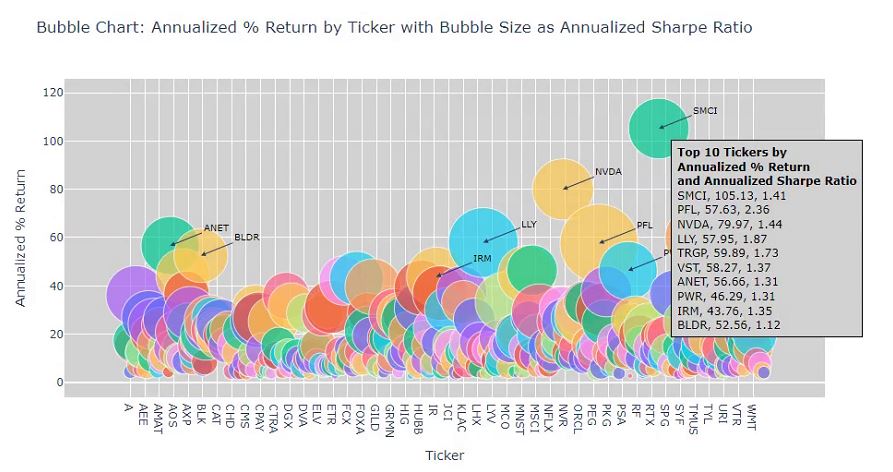 Bubble Chart: Annualized % Return by Ticker with Bubble Size as Annualized Sharpe Ratio
Annualized % Return
120
100
80
60
40
20
0
SMCI
NVDA
ANET
BLDR
LLY
PFL
IRM
Top 10 Tickers by
Annualized % Return
and Annualized Sharpe Ratio
SMCI, 105.13, 1.41
PFL, 57.63, 2.36
NVDA, 79.97, 1.44
LLY, 57.95, 1.87
TRGP, 59.89, 1.73
VST, 58.27, 1.37
ANET, 56.66, 1.31
PWR, 46.29, 1.31
IRM, 43.76, 1.35
BLDR, 52.56, 1.12
A
AEE
AMAT
AOS
AXP
BLK
CAT
CHD
CMS
CPAY
CTRA
DGX
DVA
ELV
ETR
FCX
FOXA
GILD
GRMN
HIG
HUBB
IR
JCI
KLAC
LHX
LYV
MCO
MNST
MSCI
NFLX
NVR
ORCL
PEG
PKG
PSA
RF
RTX
SPG
SYF
TMUS
TYL
URI
VTR
WMT
Ticker